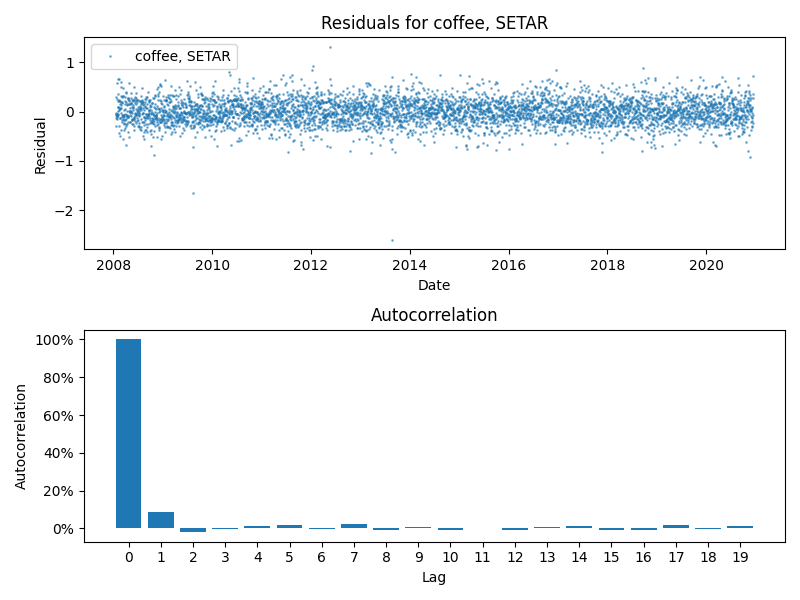 Residuals for coffee, SETAR
coffee, SETAR
Residual
1
0
−1
−2
2008 2010 2012 2014 2016 2018 2020
Date
Autocorrelation
Autocorrelation
100%
80%
60%
40%
20%
0%
0 1 2 3 4 5 6 7 8 9 10 11 12 13 14 15 16 17 18 19
Lag